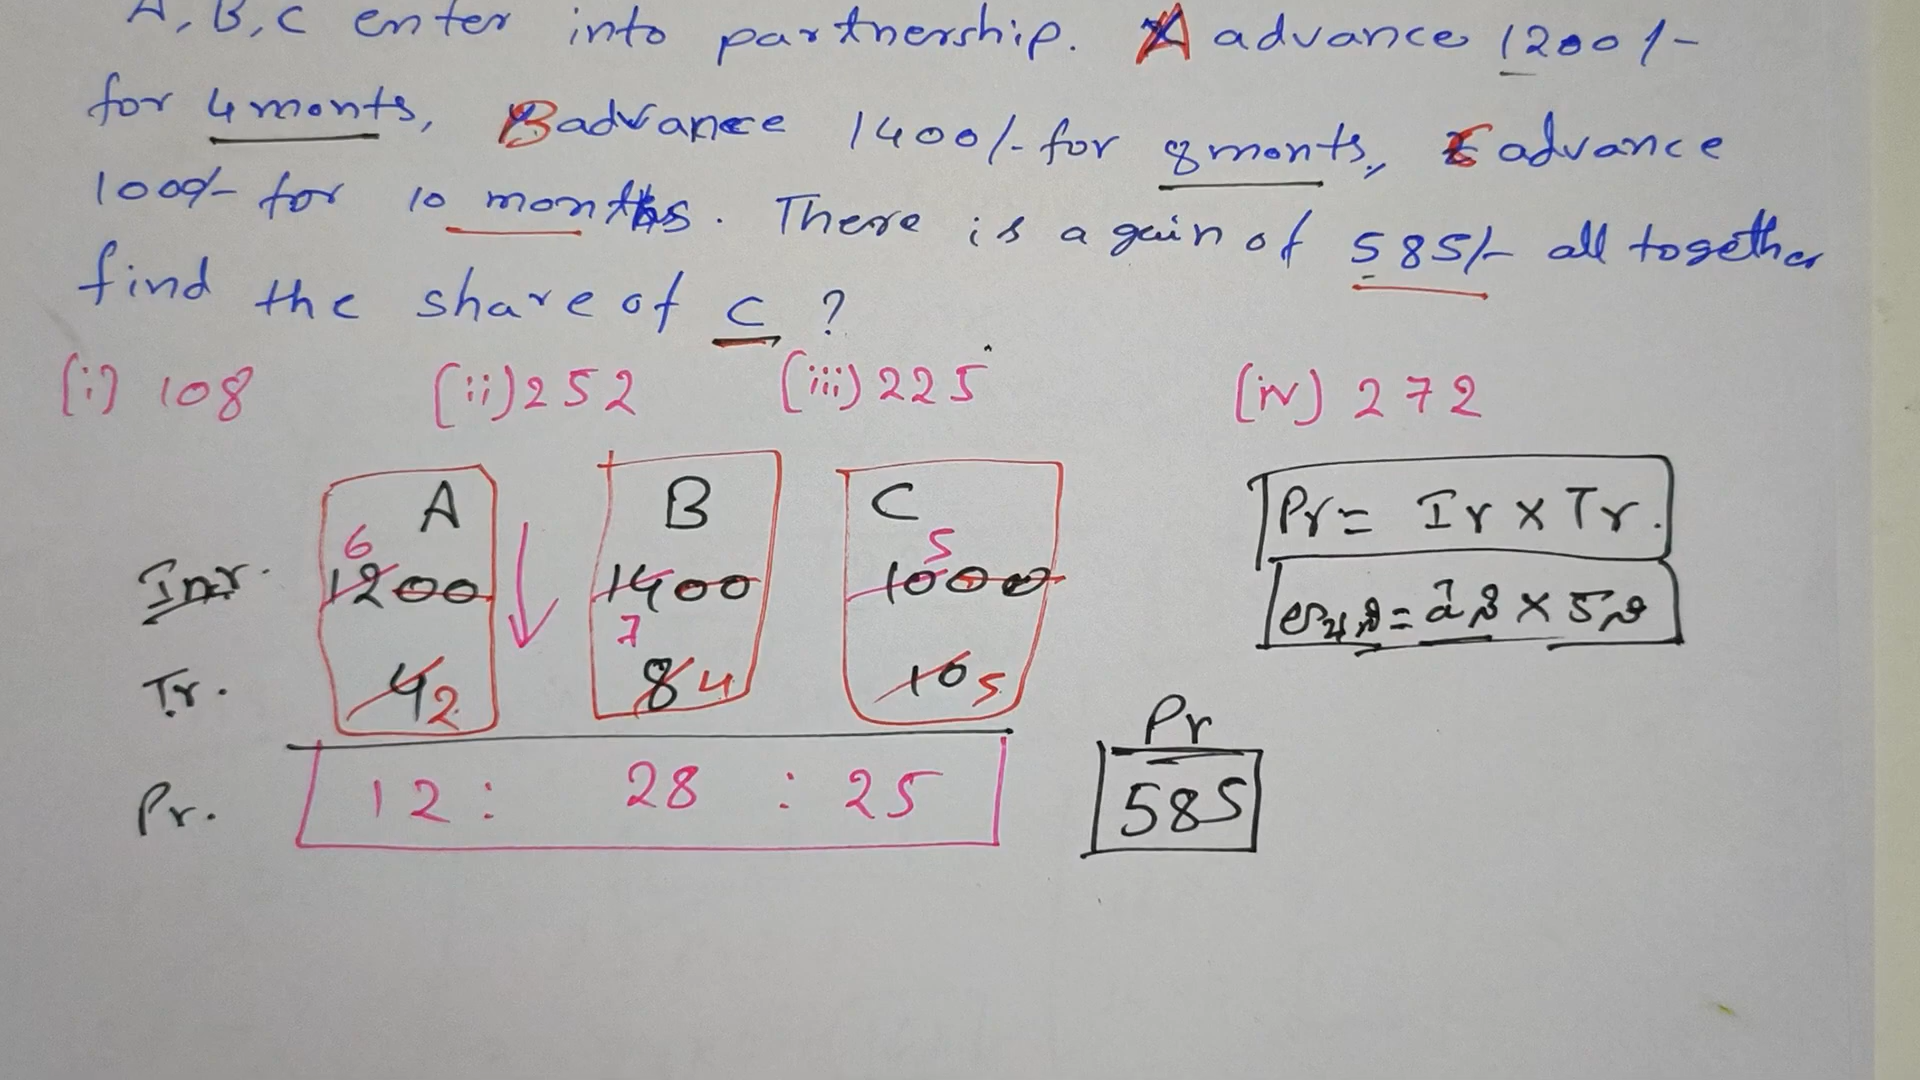 A, B, C enter into partnership. A advance 1200/-
for 4 monts, B advance 1400/- for 8 monts, C advance
1000/- for 10 months. There is a gain of 585/- all together
find the share of C ?
(i) 108 (ii) 252 (iii) 225 (iv) 272
A B C
6 5
Inr. 1200 1400 1000
7
Tr. 4 2 8 4 10 5
Pr. 12 : 28 : 25
Pr = Ir x Tr.
Pr
585